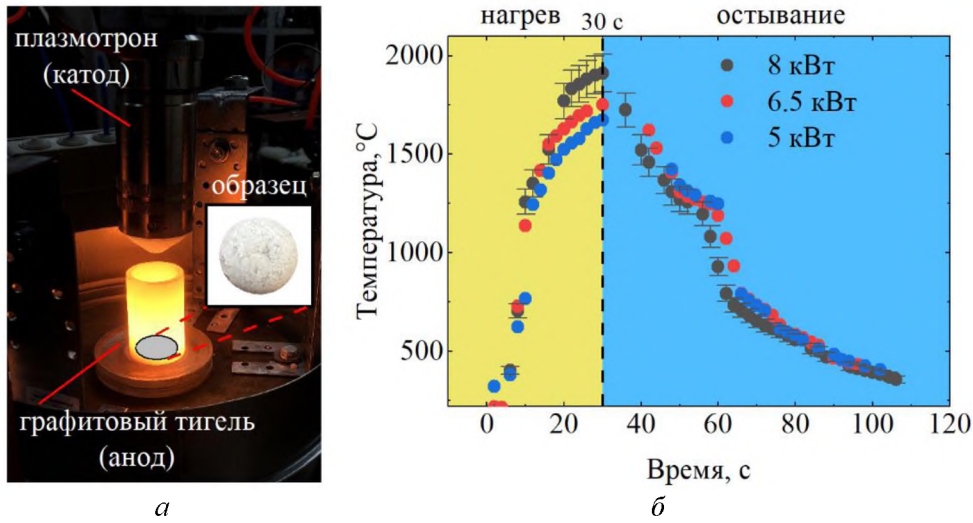 плазмотрон
(катод)
образец
графитовый тигель
(анод)
а
нагрев
30 с
остывание
8 кВт
6.5 кВт
5 кВт
Температура,°C
2000
1500
1000
500
0
20
40
60
80
100
120
Время, с
б